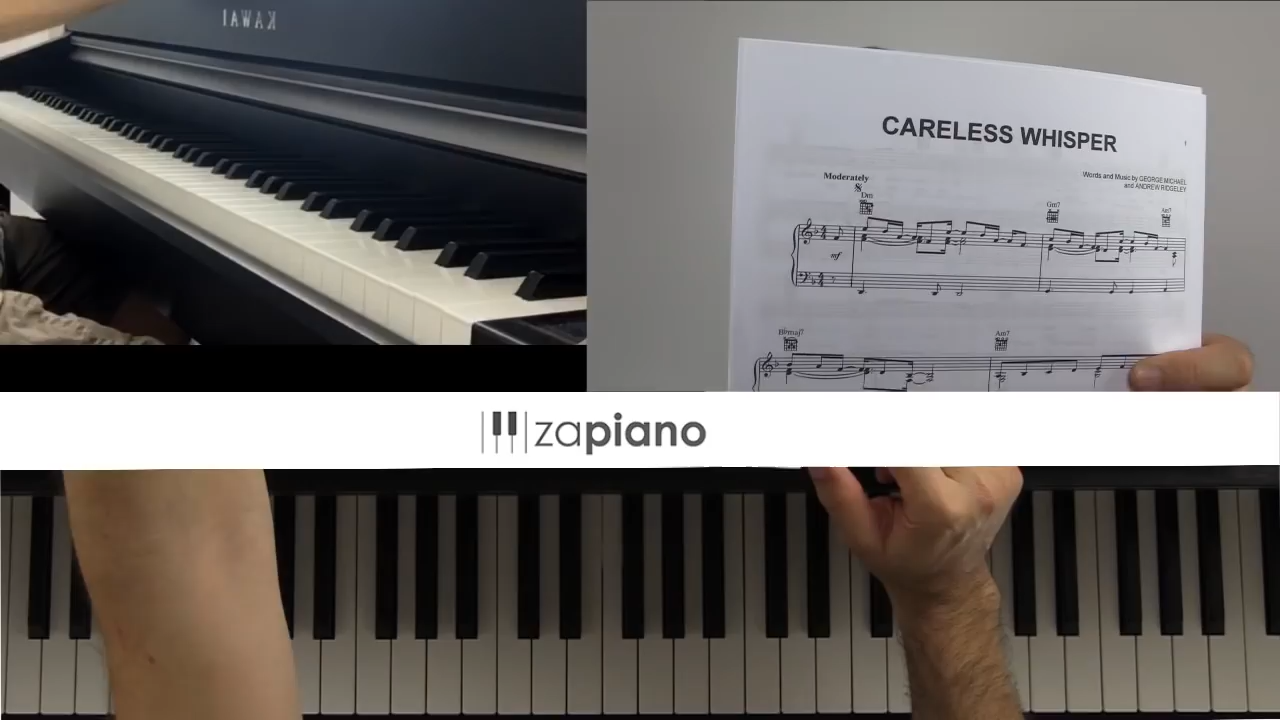 KAWAI
CARELESS WHISPER
1
Moderately
Words and Music by GEORGE MICHAEL
and ANDREW RIDGELEY
Dm
Gm7
Am7
mf
B♭maj7
Am7
zapiano